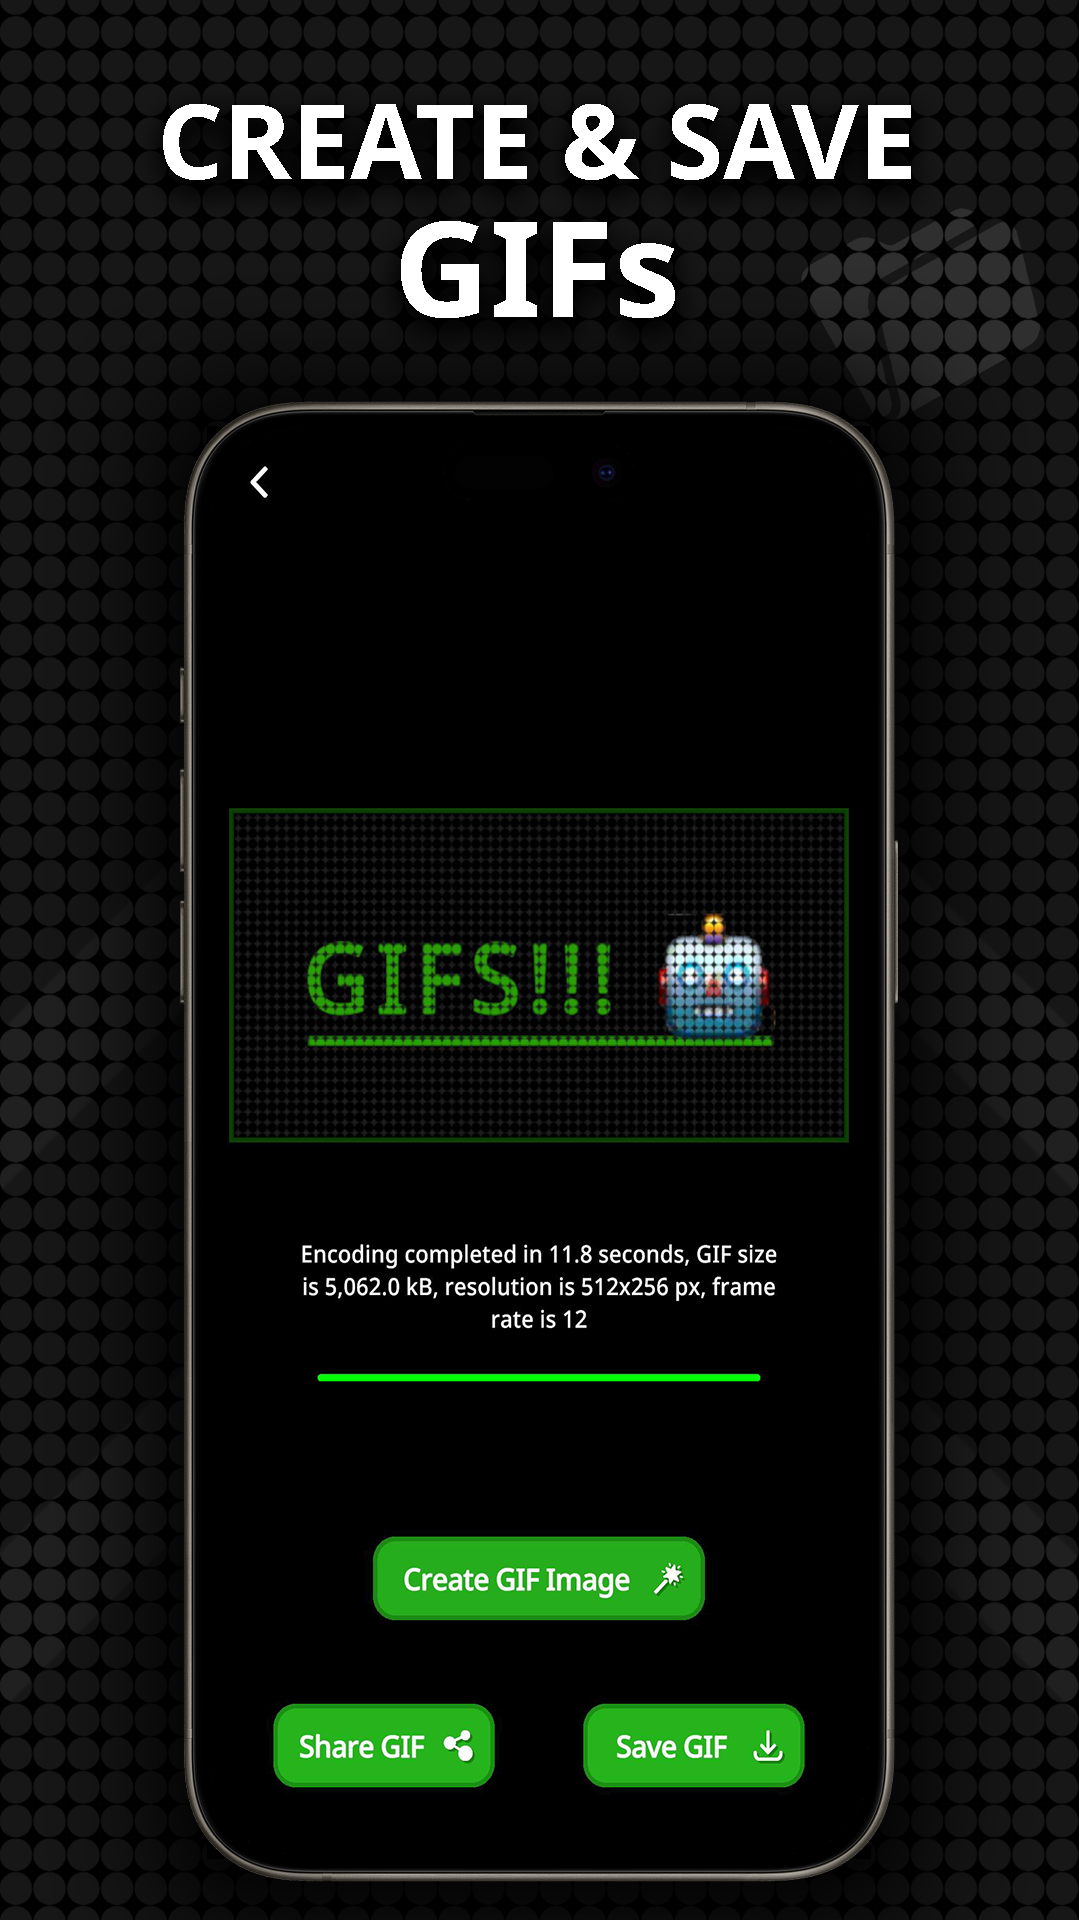 CREATE & SAVE
GIFs
GIFS!!!
Encoding completed in 11.8 seconds, GIF size
is 5,062.0 kB, resolution is 512x256 px, frame
rate is 12
Create GIF Image
Share GIF
Save GIF